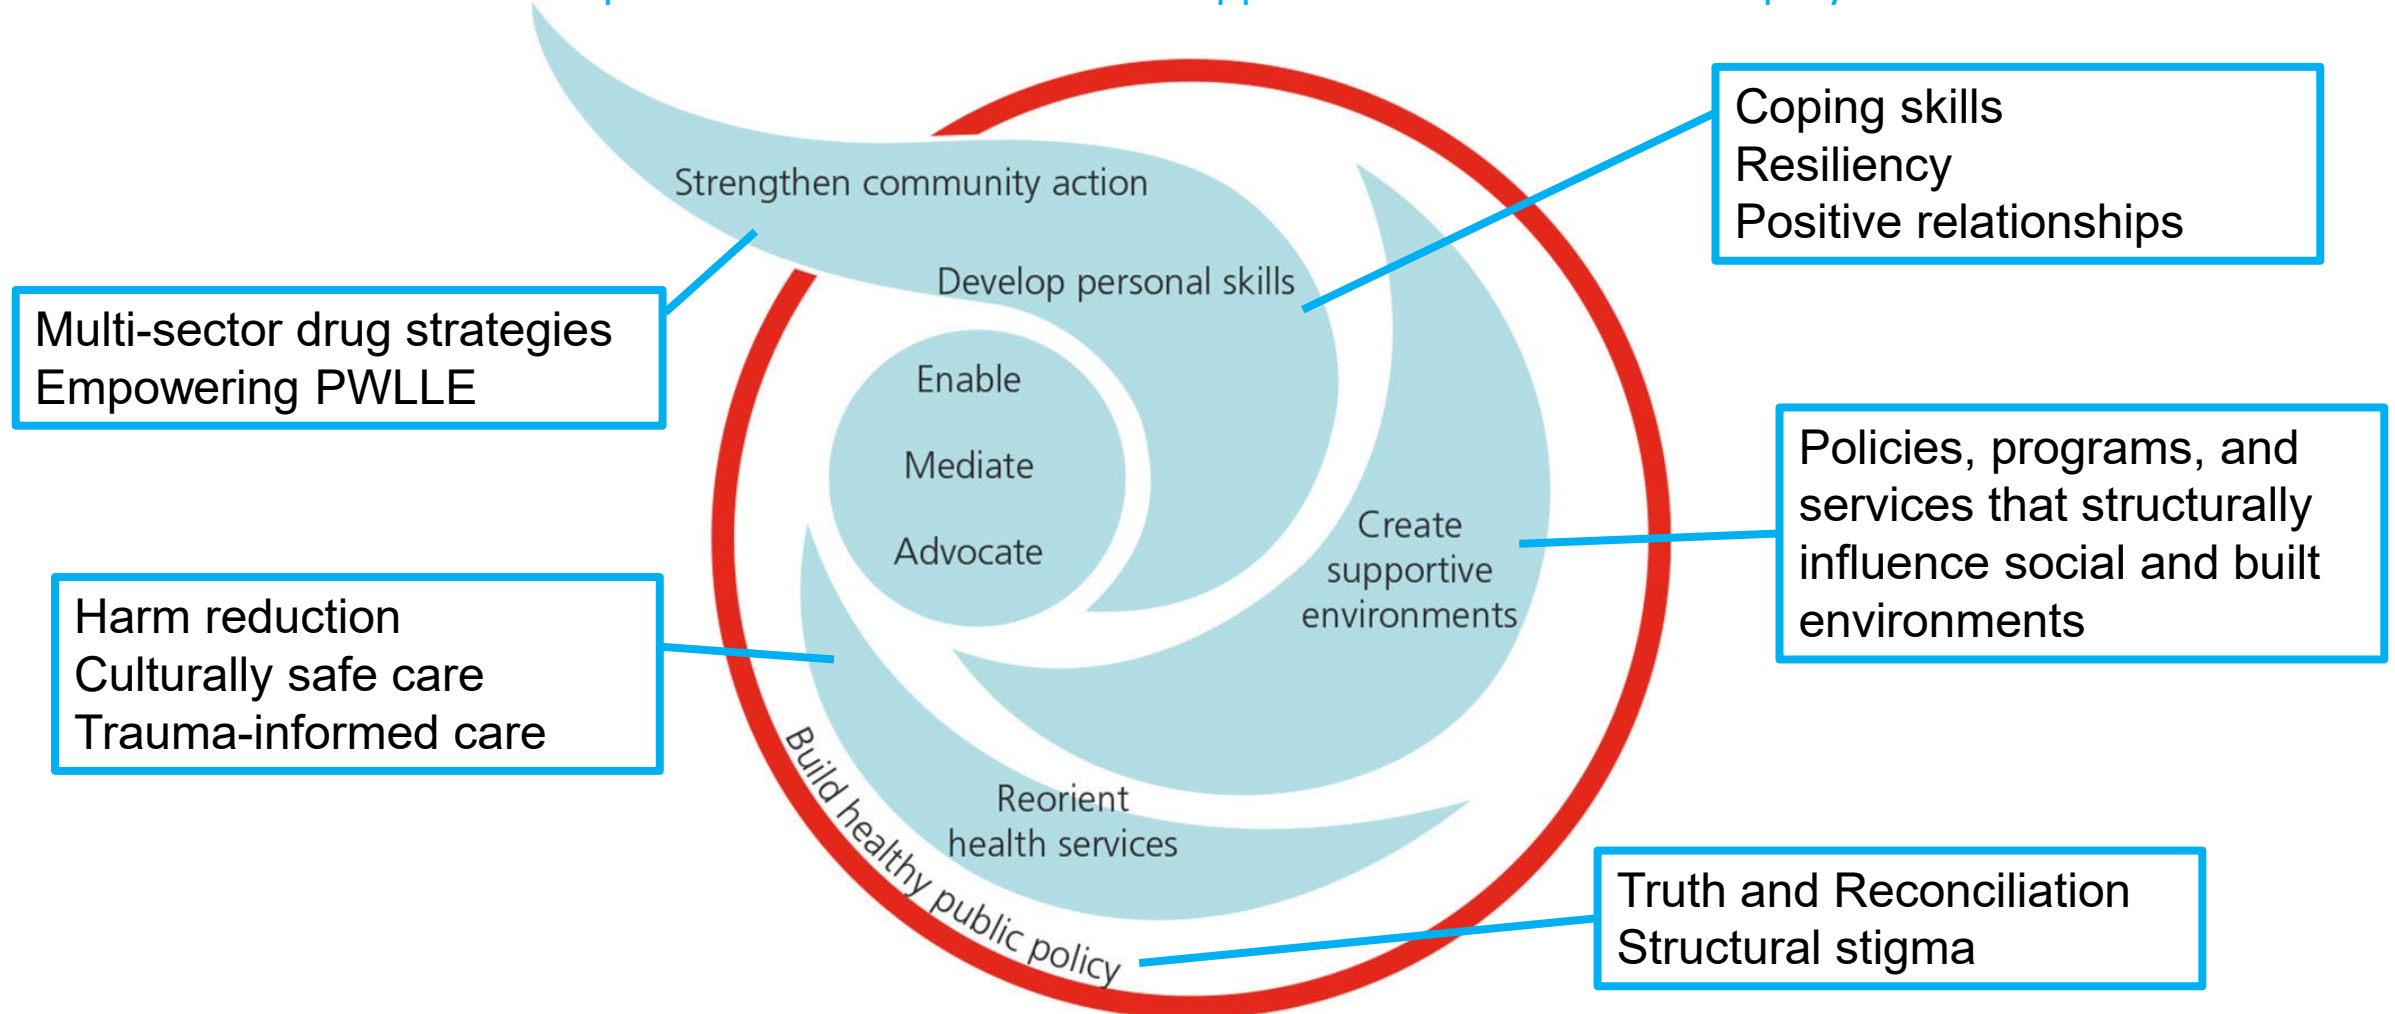 Strengthen community action
Develop personal skills
Enable
Mediate
Advocate
Create
supportive
environments
Reorient
health services
Build healthy public policy
Coping skills
Resiliency
Positive relationships
Multi-sector drug strategies
Empowering PWLLE
Policies, programs, and
services that structurally
influence social and built
environments
Harm reduction
Culturally safe care
Trauma-informed care
Truth and Reconciliation
Structural stigma